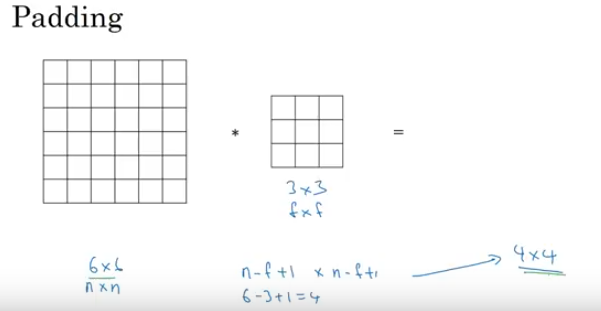 Padding
* =
3×3
f×f
6×6
n×n
n-f+1 × n-f+1
6-3+1=4
4×4